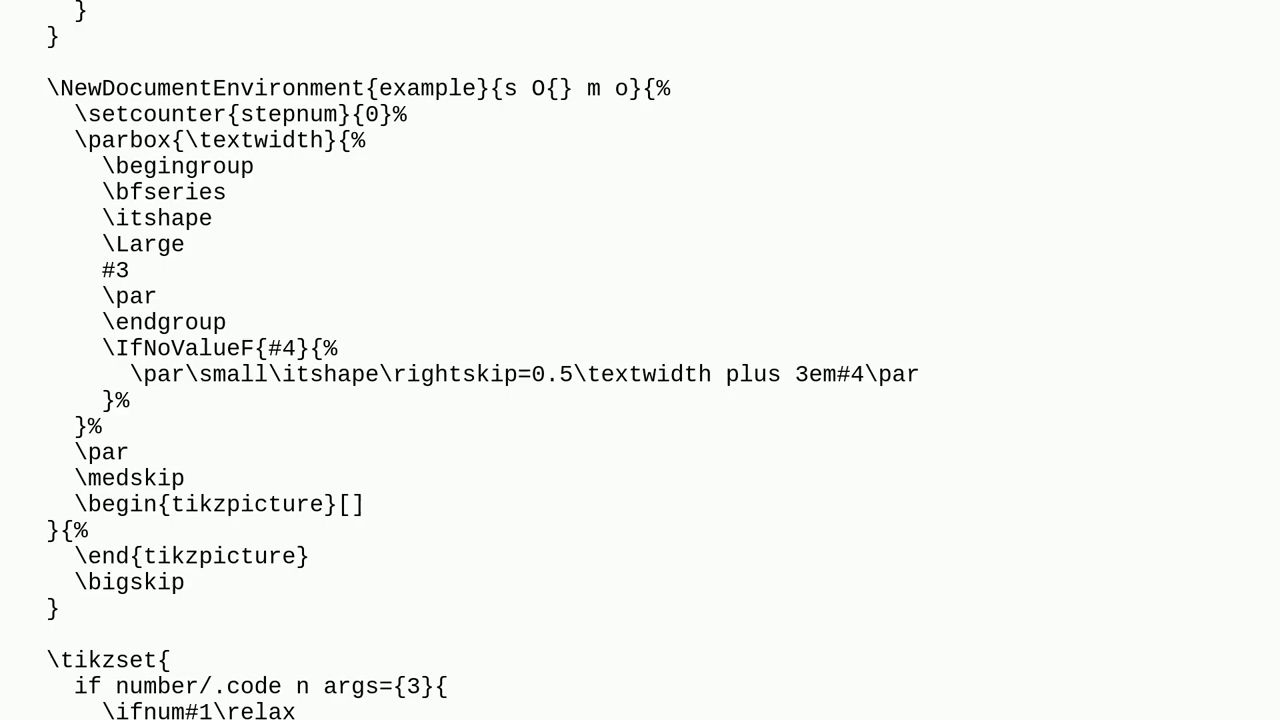 }
}

\NewDocumentEnvironment{example}{s O{} m o}{%
  \setcounter{stepnum}{0}%
  \parbox{\textwidth}{%
    \begingroup
    \bfseries
    \itshape
    \Large
    #3
    \par
    \endgroup
    \IfNoValueF{#4}{%
      \par\small\itshape\rightskip=0.5\textwidth plus 3em#4\par
    }%
  }%
  \par
  \medskip
  \begin{tikzpicture}[]
}{%
  \end{tikzpicture}
  \bigskip
}

\tikzset{
  if number/.code n args={3}{
    \ifnum#1\relax